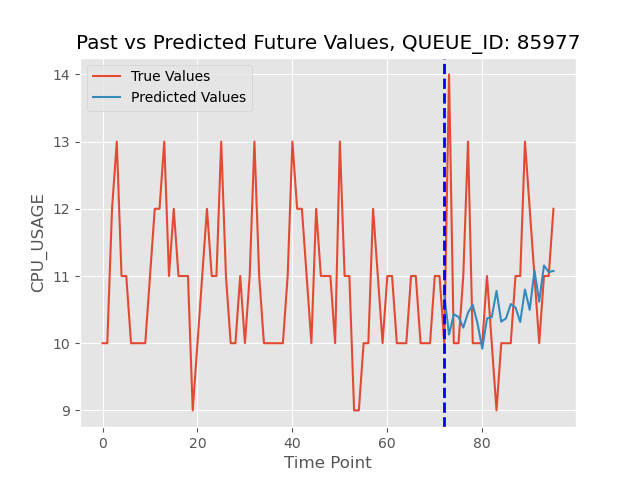 Past vs Predicted Future Values, QUEUE_ID: 85977
True Values
Predicted Values
14
13
12
11
10
9
CPU_USAGE
0
20
40
60
80
Time Point